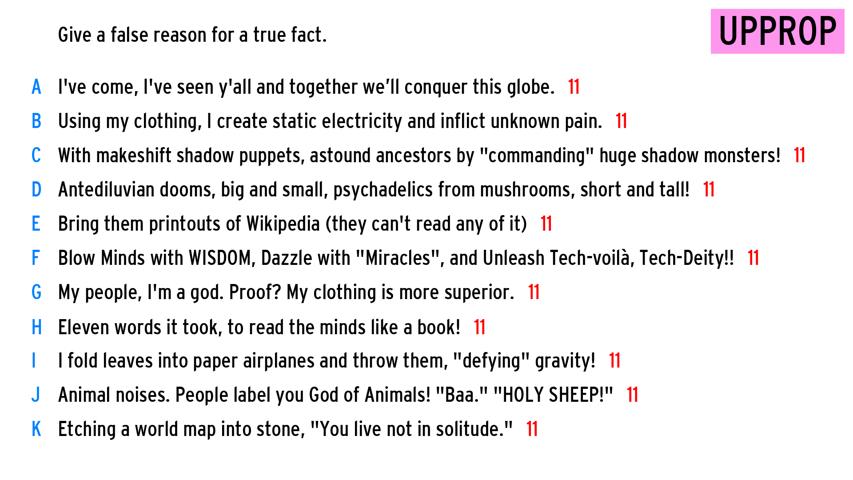 Give a false reason for a true fact.
UPPROP
A I've come, I've seen y'all and together we'll conquer this globe. 11
B Using my clothing, I create static electricity and inflict unknown pain. 11
C With makeshift shadow puppets, astound ancestors by "commanding" huge shadow monsters! 11
D Antediluvian dooms, big and small, psychadelics from mushrooms, short and tall! 11
E Bring them printouts of Wikipedia (they can't read any of it) 11
F Blow Minds with WISDOM, Dazzle with "Miracles", and Unleash Tech-voilà, Tech-Deity!! 11
G My people, I'm a god. Proof? My clothing is more superior. 11
H Eleven words it took, to read the minds like a book! 11
I I fold leaves into paper airplanes and throw them, "defying" gravity! 11
J Animal noises. People label you God of Animals! "Baa." "HOLY SHEEP!" 11
K Etching a world map into stone, "You live not in solitude." 11